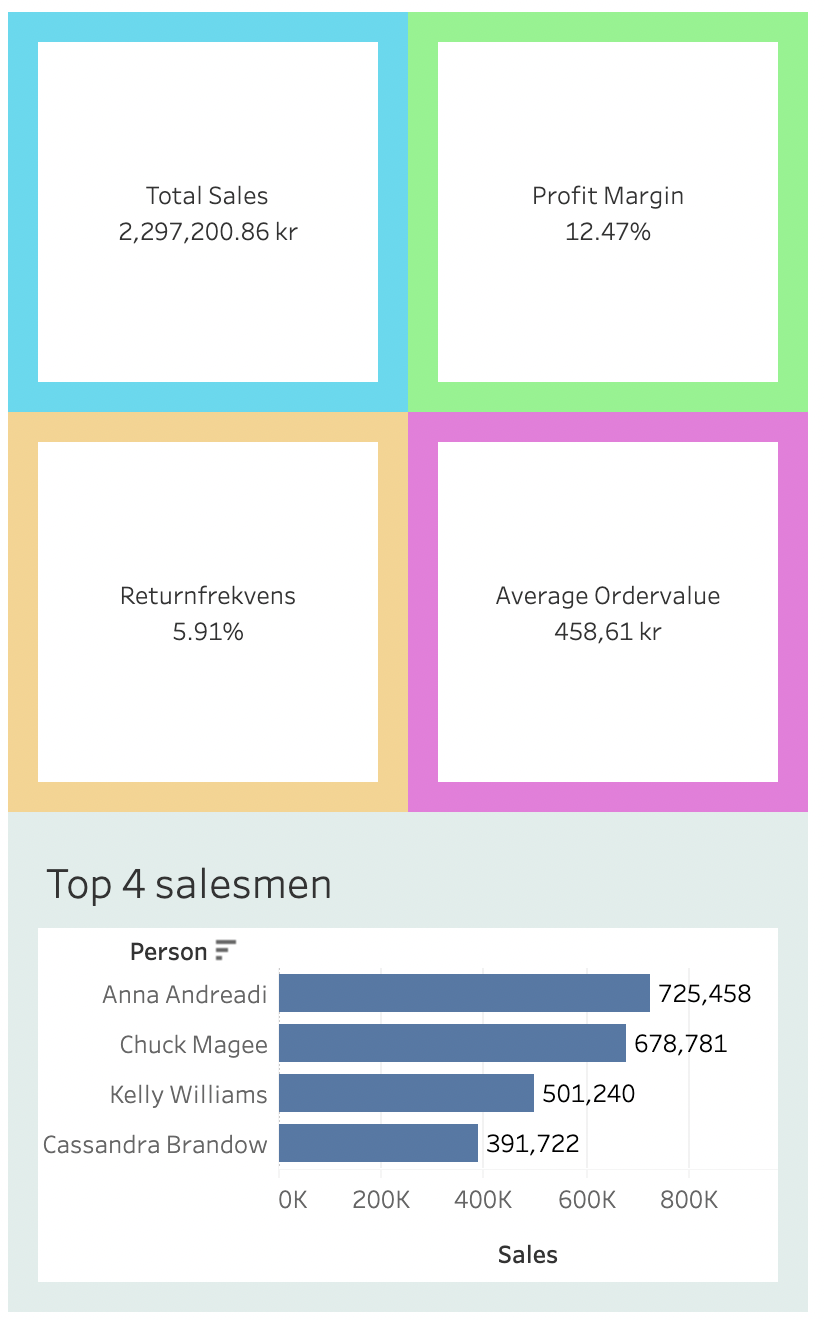 Total Sales
2,297,200.86 kr
Profit Margin
12.47%
Returnfrekvens
5.91%
Average Ordervalue
458,61 kr
Top 4 salesmen
Person
Anna Andreadi 725,458
Chuck Magee 678,781
Kelly Williams 501,240
Cassandra Brandow 391,722
0K 200K 400K 600K 800K
Sales